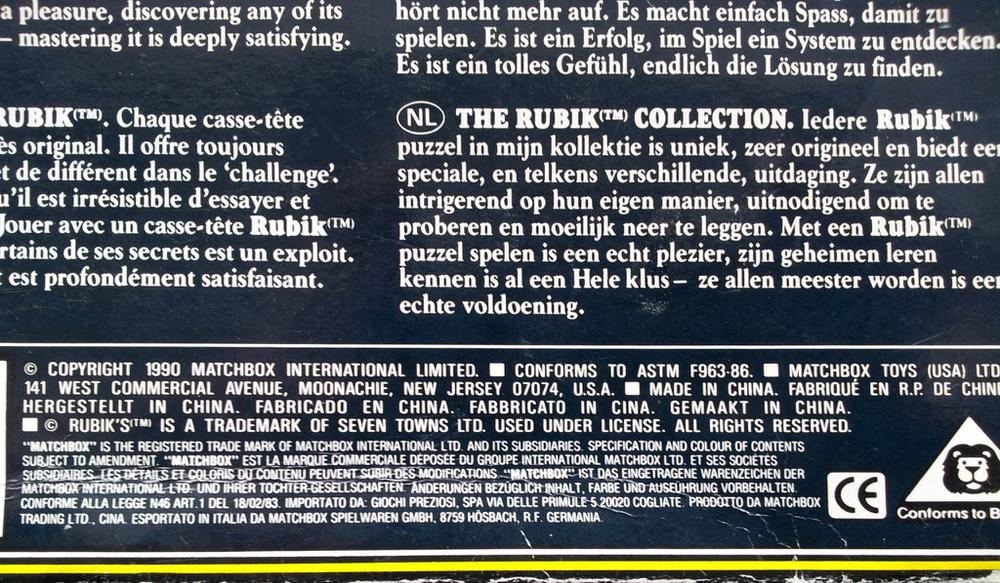 a pleasure, discovering any of its
– mastering it is deeply satisfying.
hört nicht mehr auf. Es macht einfach Spass, damit zu
spielen. Es ist ein Erfolg, im Spiel ein System zu entdecken.
Es ist ein tolles Gefühl, endlich die Lösung zu finden.
RUBIK(TM). Chaque casse-tête
ès original. Il offre toujours
et de différent dans le ‘challenge’.
u’il est irrésistible d’essayer et
Jouer avec un casse-tête Rubik(TM)
rtains de ses secrets est un exploit.
t est profondément satisfaisant.
NL THE RUBIK(TM) COLLECTION. Iedere Rubik(TM)
puzzel in mijn kollektie is uniek, zeer origineel en biedt een
speciale, en telkens verschillende, uitdaging. Ze zijn allen
intrigerend op hun eigen manier, uitnodigend om te
proberen en moeilijk neer te leggen. Met een Rubik(TM)
puzzel spelen is een echt plezier, zijn geheimen leren
kennen is al een Hele klus – ze allen meester worden is een
echte voldoening.
© COPYRIGHT 1990 MATCHBOX INTERNATIONAL LIMITED. ■ CONFORMS TO ASTM F963-86. ■ MATCHBOX TOYS (USA) LTD
141 WEST COMMERCIAL AVENUE, MOONACHIE, NEW JERSEY 07074, U.S.A. ■ MADE IN CHINA. FABRIQUÉ EN R.P. DE CHINE
HERGESTELLT IN CHINA. FABRICADO EN CHINA. FABBRICATO IN CINA. GEMAAKT IN CHINA.
■ © RUBIK'S(TM) IS A TRADEMARK OF SEVEN TOWNS LTD. USED UNDER LICENSE. ALL RIGHTS RESERVED.
"MATCHBOX" IS THE REGISTERED TRADE MARK OF MATCHBOX INTERNATIONAL LTD. AND ITS SUBSIDIARIES. SPECIFICATION AND COLOUR OF CONTENTS
SUBJECT TO AMENDMENT. "MATCHBOX" EST LA MARQUE COMMERCIALE DÉPOSÉE DU GROUPE INTERNATIONAL MATCHBOX LTD. ET SES SOCIÉTÉS
SUBSIDIAIRES. LES DÉTAILS ET COLORIS DU CONTENU PEUVENT SUBIR DES MODIFICATIONS. "MATCHBOX" IST DAS EINGETRAGENE WARENZEICHEN DER
MATCHBOX INTERNATIONAL LTD. UND IHRER TOCHTER-GESELLSCHAFTEN. ÄNDERUNGEN BEZÜGLICH INHALT, FARBE UND AUSFÜHRUNG VORBEHALTEN.
CONFORME ALLA LEGGE N46 ART.1 DEL 18/02/83. IMPORTATO DA: GIOCHI PREZIOSI, SPA VIA DELLE PRIMULE 5 20020 COGLIATE. PRODOTTO DA MATCHBOX
TRADING LTD., CINA. ESPORTATO IN ITALIA DA MATCHBOX SPIELWAREN GMBH, 8759 HÖSBACH, R.F. GERMANIA.
CE
Conforms to B